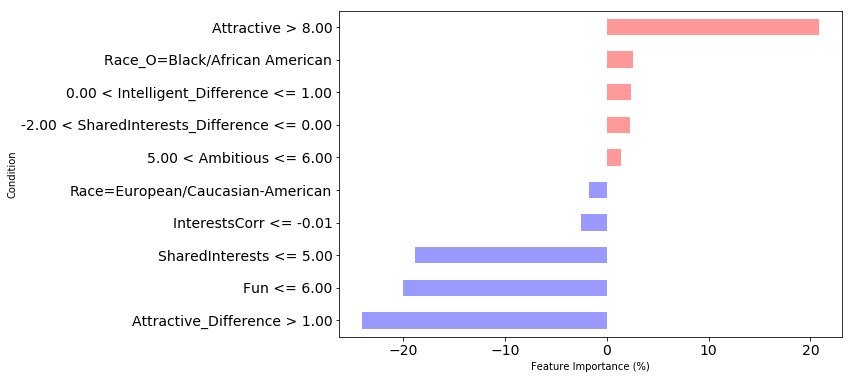 Attractive > 8.00
Race_O=Black/African American
0.00 < Intelligent_Difference <= 1.00
-2.00 < SharedInterests_Difference <= 0.00
5.00 < Ambitious <= 6.00
Race=European/Caucasian-American
InterestsCorr <= -0.01
SharedInterests <= 5.00
Fun <= 6.00
Attractive_Difference > 1.00
Condition
−20 −10 0 10 20
Feature Importance (%)